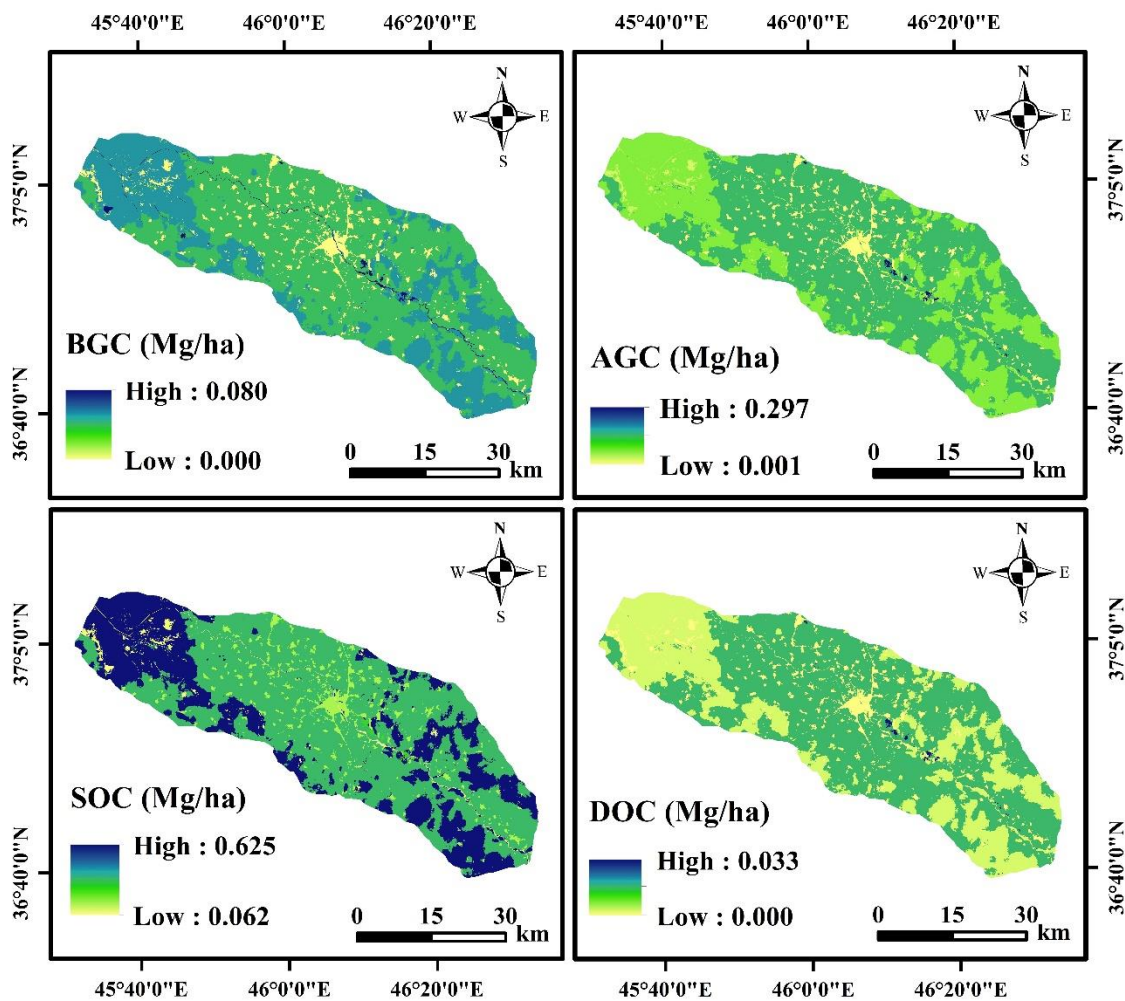 45°40'0"E 46°0'0"E 46°20'0"E 45°40'0"E 46°0'0"E 46°20'0"E
N
W E
S
37°5'0"N
36°40'0"N
BGC (Mg/ha)
High : 0.080
Low : 0.000
0 15 30
km
N
W E
S
37°5'0"N
36°40'0"N
AGC (Mg/ha)
High : 0.297
Low : 0.001
0 15 30
km
N
W E
S
37°5'0"N
36°40'0"N
SOC (Mg/ha)
High : 0.625
Low : 0.062
0 15 30
km
N
W E
S
37°5'0"N
36°40'0"N
DOC (Mg/ha)
High : 0.033
Low : 0.000
0 15 30
km
45°40'0"E 46°0'0"E 46°20'0"E 45°40'0"E 46°0'0"E 46°20'0"E